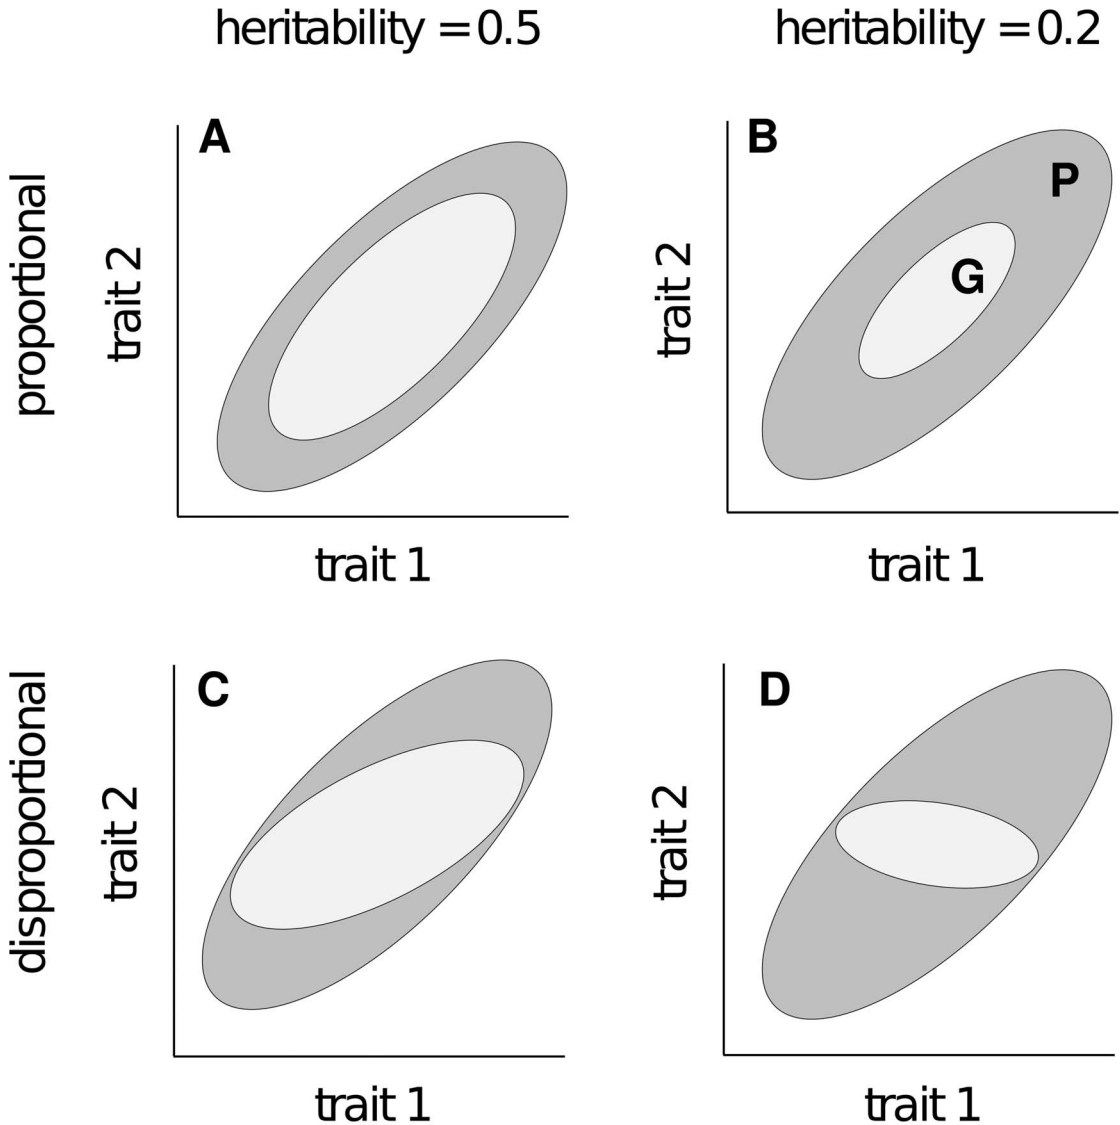 heritability = 0.5
heritability = 0.2
proportional
A
trait 2
trait 1
B
P
G
trait 2
trait 1
disproportional
C
trait 2
trait 1
D
trait 2
trait 1